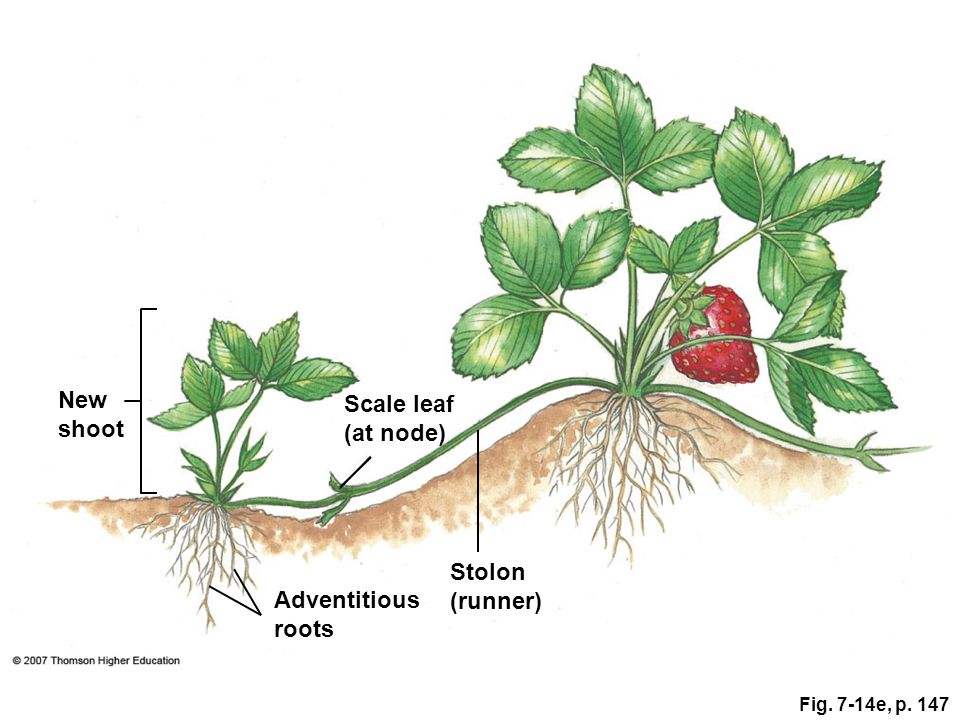 New
shoot
Scale leaf
(at node)
Stolon
(runner)
Adventitious
roots
© 2007 Thomson Higher Education
Fig. 7-14e, p. 147